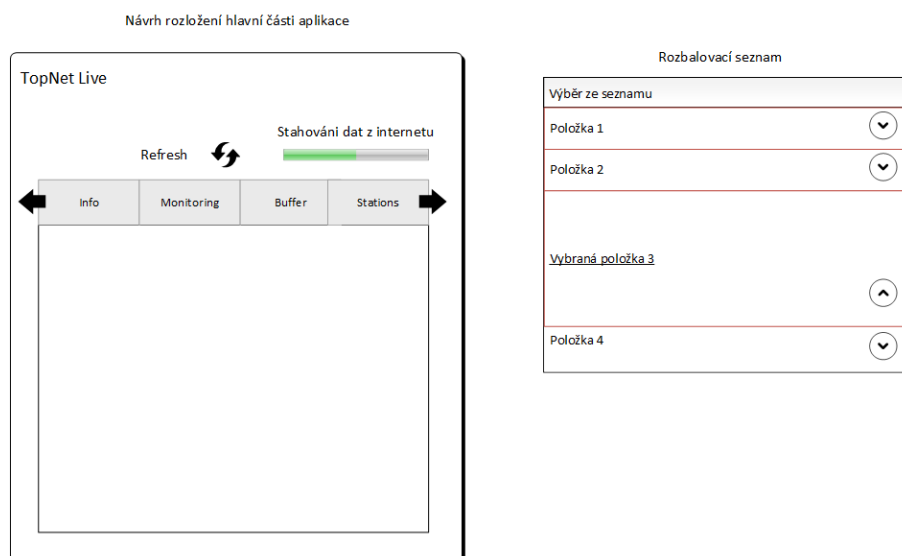 Návrh rozložení hlavní části aplikace
TopNet Live
Stahováni dat z internetu
Refresh
Info
Monitoring
Buffer
Stations
Rozbalovací seznam
Výběr ze seznamu
Položka 1
Položka 2
Vybraná položka 3
Položka 4